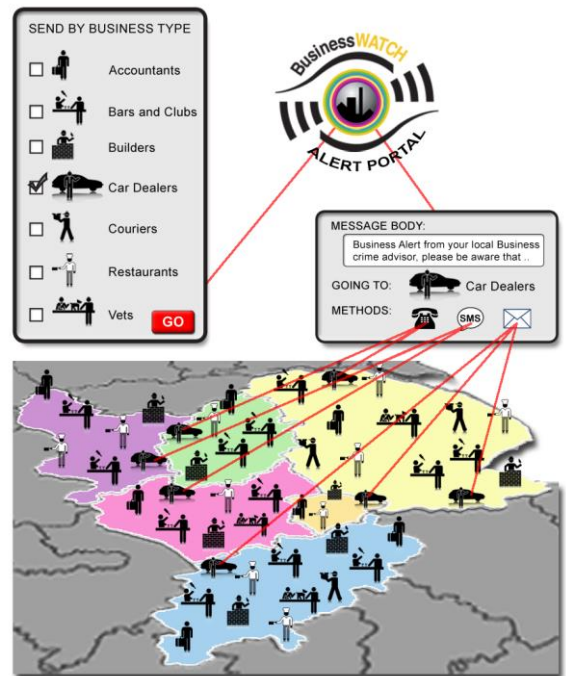 SEND BY BUSINESS TYPE
Accountants
Bars and Clubs
Builders
Car Dealers
Couriers
Restaurants
Vets
GO
BusinessWATCH
ALERT PORTAL
MESSAGE BODY:
Business Alert from your local Business
crime advisor, please be aware that ..
GOING TO: Car Dealers
METHODS: SMS